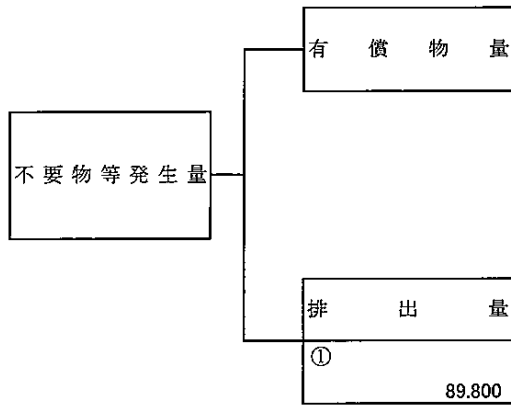 有償物量
不要物等発生量
排出量
①
89.800